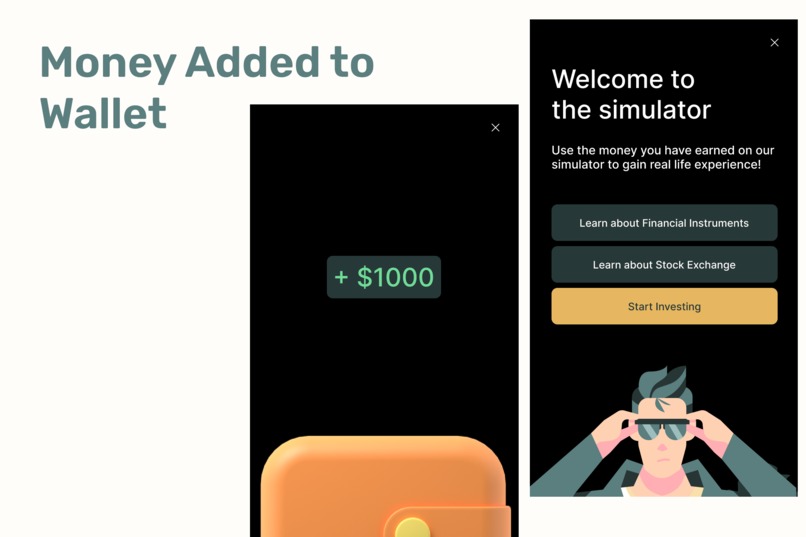 Money Added to
Wallet
+ $1000
Welcome to
the simulator
Use the money you have earned on our
simulator to gain real life experience!
Learn about Financial Instruments
Learn about Stock Exchange
Start Investing